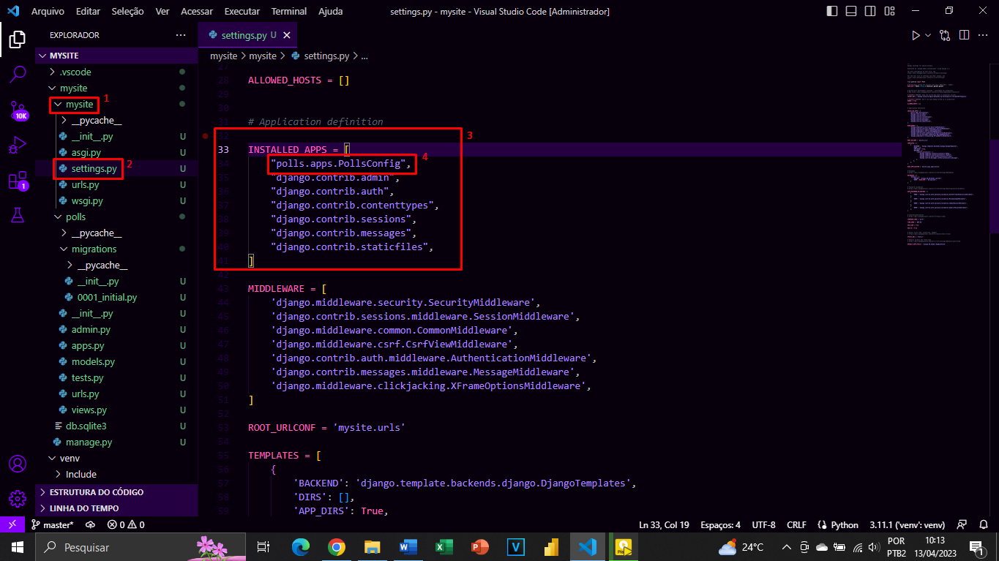 Arquivo Editar Seleção Ver Acessar Executar Terminal Ajuda settings.py - mysite - Visual Studio Code [Administrador]
EXPLORADOR ...
settings.py U
MYSITE
mysite > mysite > settings.py > ...
.vscode
mysite
mysite 1
__pycache__
__init__.py U
asgi.py U
settings.py U 2
urls.py U
wsgi.py U
polls
__pycache__
migrations
__pycache__
__init__.py U
0001_initial.py U
__init__.py U
admin.py U
apps.py U
models.py U
tests.py U
urls.py U
views.py U
db.sqlite3 U
manage.py U
venv
Include
ESTRUTURA DO CÓDIGO
LINHA DO TEMPO
10K
1
27
28 ALLOWED_HOSTS = []
29
30
31 # Application definition
32 3
33 INSTALLED_APPS = [
34 "polls.apps.PollsConfig", 4
35 "django.contrib.admin",
36 "django.contrib.auth",
37 "django.contrib.contenttypes",
38 "django.contrib.sessions",
39 "django.contrib.messages",
40 "django.contrib.staticfiles",
41 ]
42
43 MIDDLEWARE = [
44 'django.middleware.security.SecurityMiddleware',
45 'django.contrib.sessions.middleware.SessionMiddleware',
46 'django.middleware.common.CommonMiddleware',
47 'django.middleware.csrf.CsrfViewMiddleware',
48 'django.contrib.auth.middleware.AuthenticationMiddleware',
49 'django.contrib.messages.middleware.MessageMiddleware',
50 'django.middleware.clickjacking.XFrameOptionsMiddleware',
51 ]
52
53 ROOT_URLCONF = 'mysite.urls'
54
55 TEMPLATES = [
56 {
57 'BACKEND': 'django.template.backends.django.DjangoTemplates',
58 'DIRS': [],
59 'APP_DIRS': True,
master* 0 0 Ln 33, Col 19 Espaços: 4 UTF-8 CRLF Python 3.11.1 ('venv': venv)
Pesquisar 24°C POR PTB2 10:13 13/04/2023 1